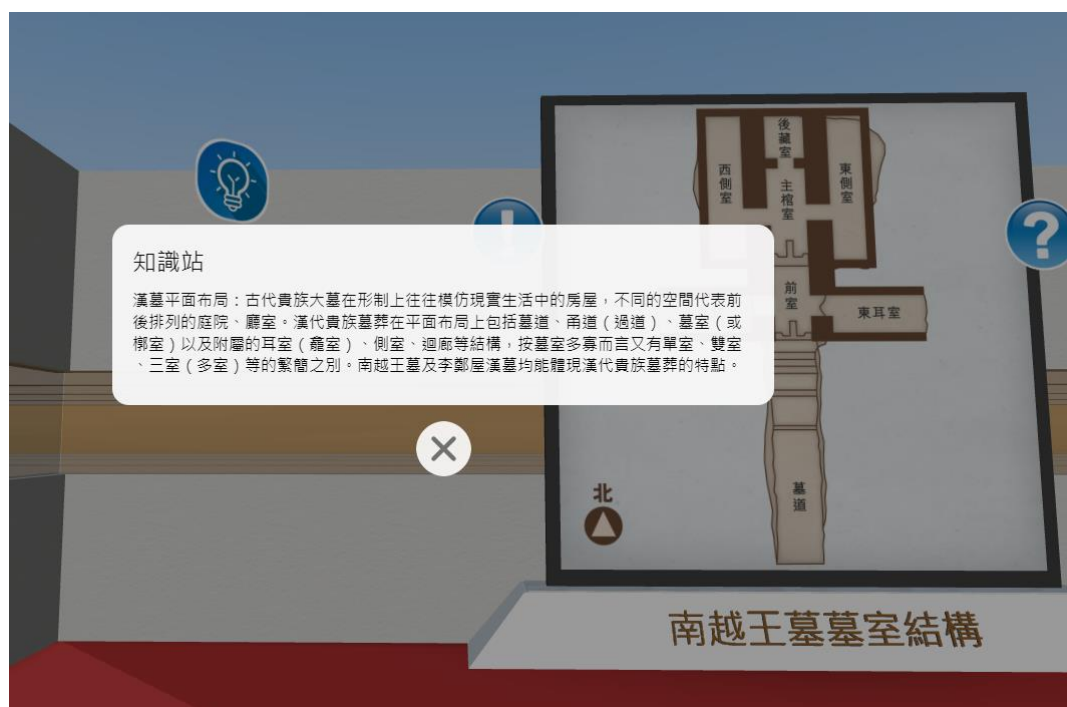 知識站
漢墓平面布局：古代貴族大墓在形制上往往模仿現實生活中的房屋，不同的空間代表前
後排列的庭院、廳室。漢代貴族墓葬在平面布局上包括墓道、甬道（過道）、墓室（或
槨室）以及附屬的耳室（龕室）、側室、迴廊等結構，按墓室多寡而言又有單室、雙室
、三室（多室）等的繁簡之別。南越王墓及李鄭屋漢墓均能體現漢代貴族墓葬的特點。
後藏室
西側室
主棺室
東側室
前室
東耳室
墓道
北
?
南越王墓墓室結構